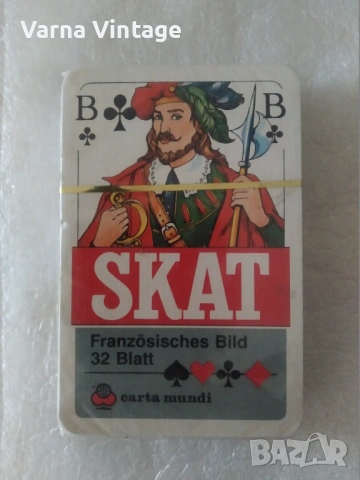 Varna Vintage
B B
SKAT
Französisches Bild
32 Blatt
carta mundi
BAZAR